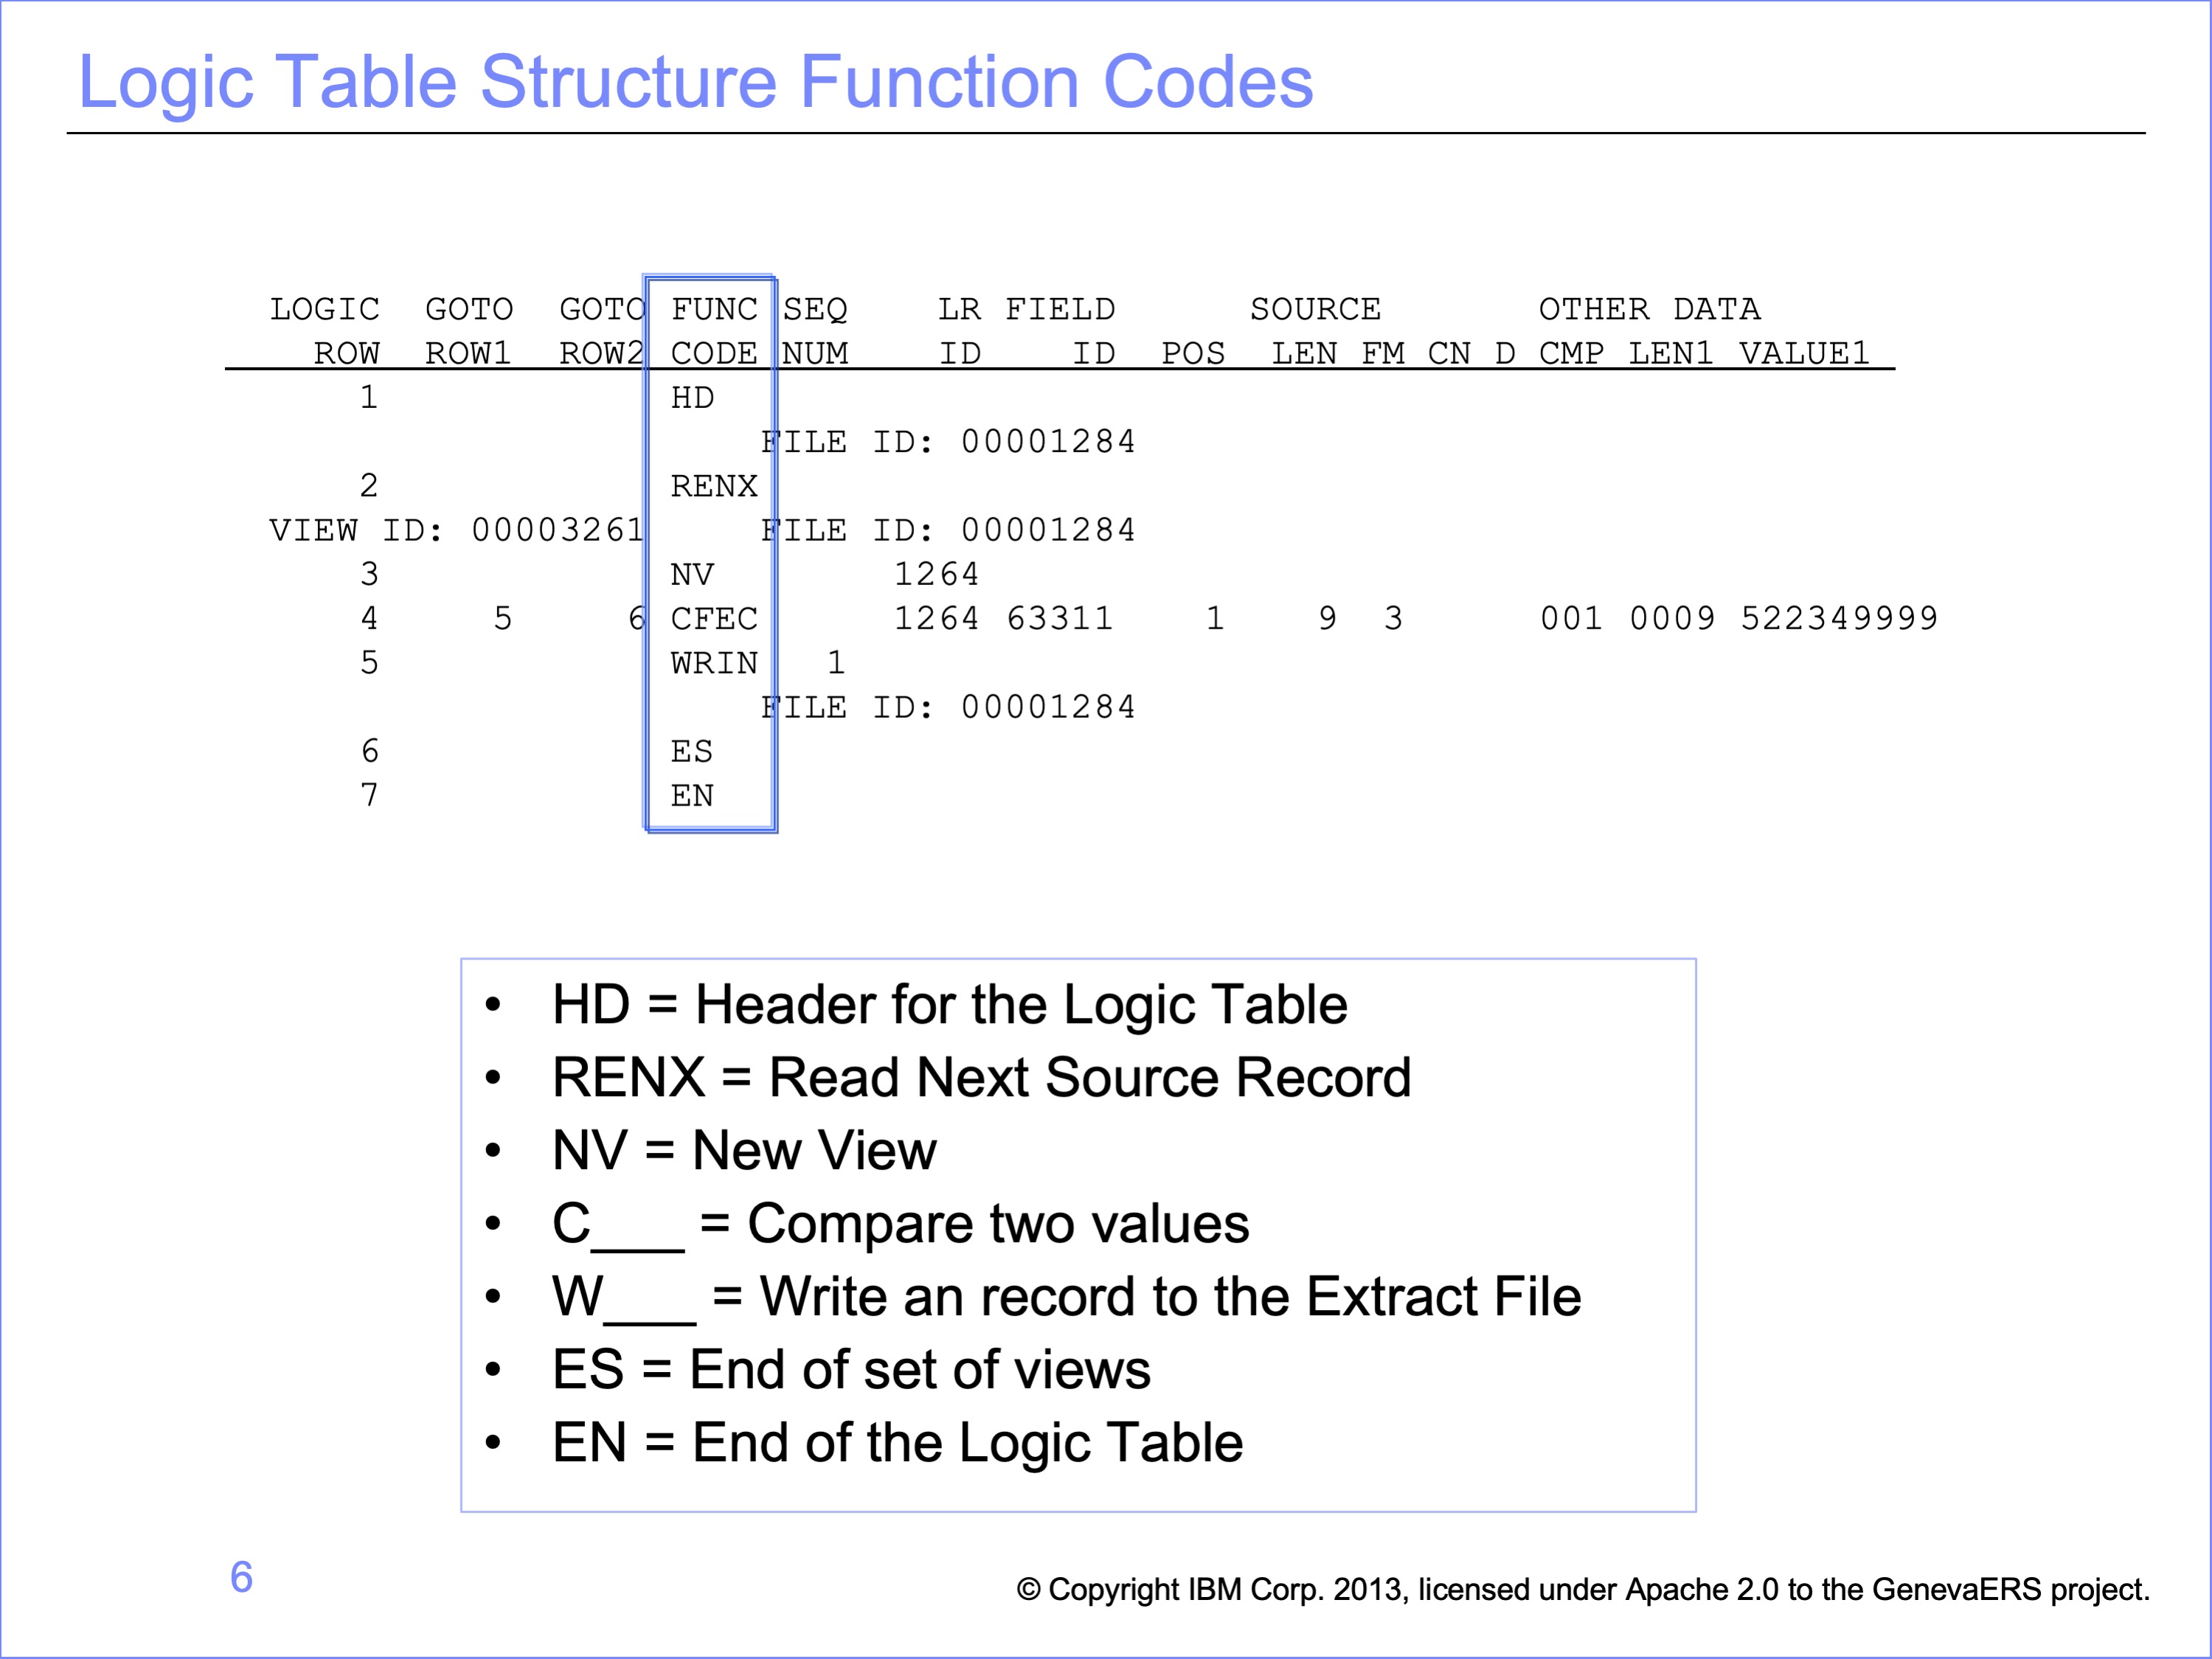 Logic Table Structure Function Codes
LOGIC GOTO GOTO FUNC SEQ LR FIELD SOURCE OTHER DATA
ROW ROW1 ROW2 CODE NUM ID ID POS LEN FM CN D CMP LEN1 VALUE1
1 HD
FILE ID: 00001284
2 RENX
VIEW ID: 00003261 FILE ID: 00001284
3 NV 1264
4 5 6 CFEC 1264 63311 1 9 3 001 0009 522349999
5 WRIN 1
FILE ID: 00001284
6 ES
7 EN
• HD = Header for the Logic Table
• RENX = Read Next Source Record
• NV = New View
• C___ = Compare two values
• W___ = Write an record to the Extract File
• ES = End of set of views
• EN = End of the Logic Table
6
© Copyright IBM Corp. 2013, licensed under Apache 2.0 to the GenevaERS project.